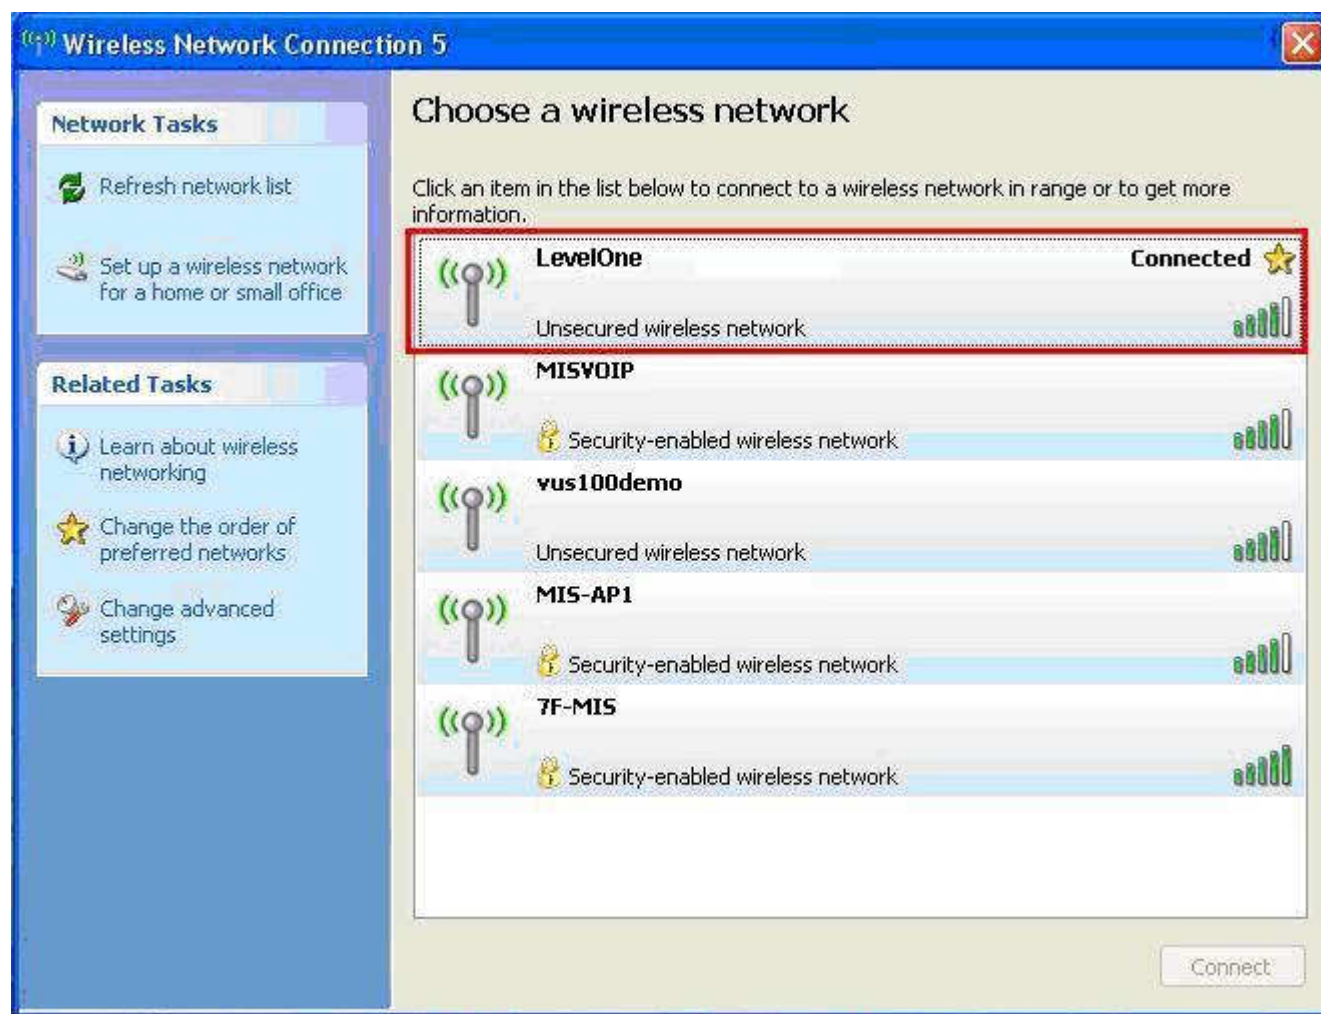 Wireless Network Connection 5
Network Tasks
Refresh network list
Set up a wireless network
for a home or small office
Related Tasks
Learn about wireless
networking
Change the order of
preferred networks
Change advanced
settings
Choose a wireless network
Click an item in the list below to connect to a wireless network in range or to get more
information.
LevelOne Connected
Unsecured wireless network
MISVOIP
Security-enabled wireless network
vus100demo
Unsecured wireless network
MIS-AP1
Security-enabled wireless network
7F-MIS
Security-enabled wireless network
Connect